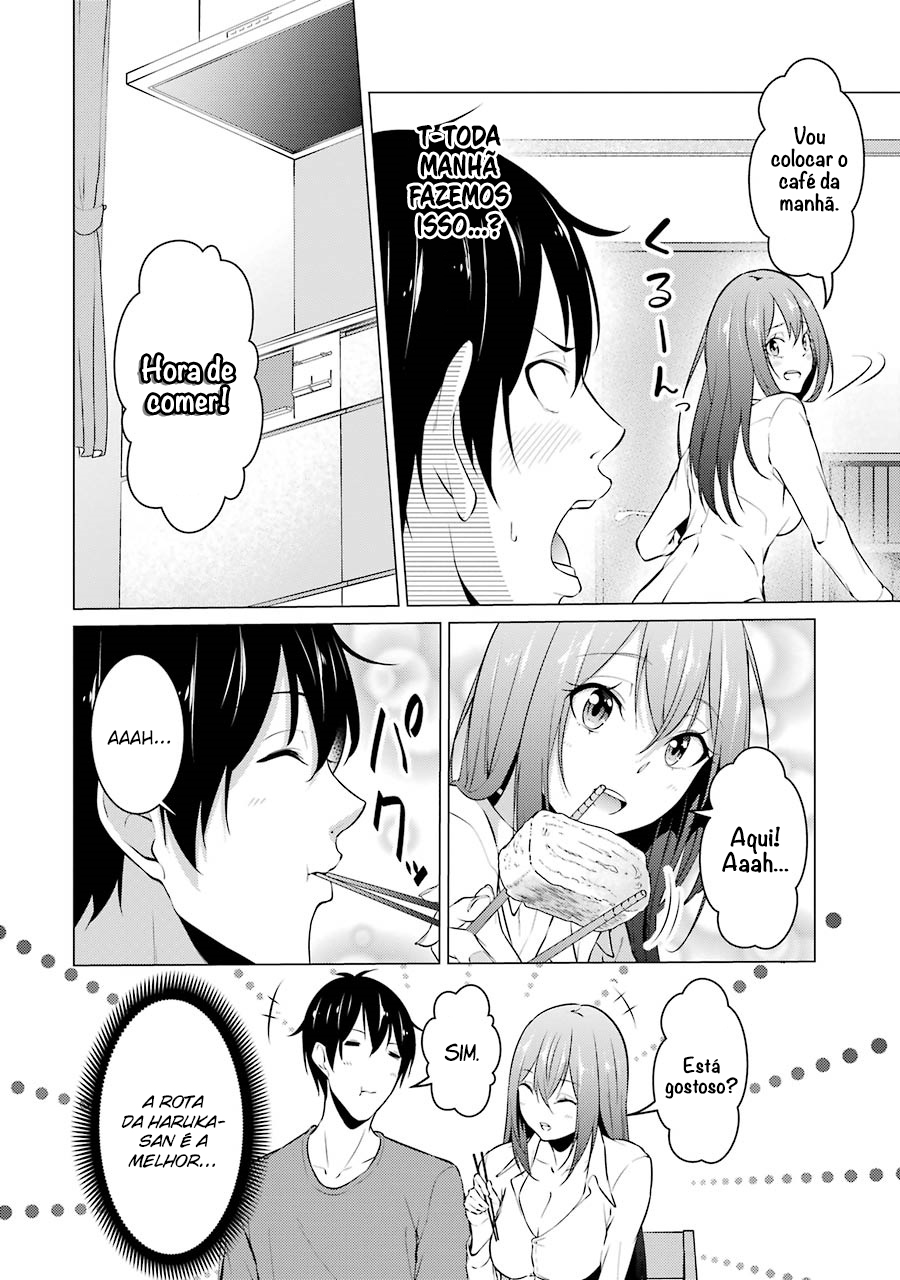 Vou
colocar o
café da
manhã.
T-TODA
MANHÃ
FAZEMOS
ISSO...?
くるーんっ
Hora de
comer!
Aqui!
Aaah...
AAAH...
パクッ
Está
gostoso?
SIM.
A ROTA
DA HARUKA-
SAN É A
MELHOR...